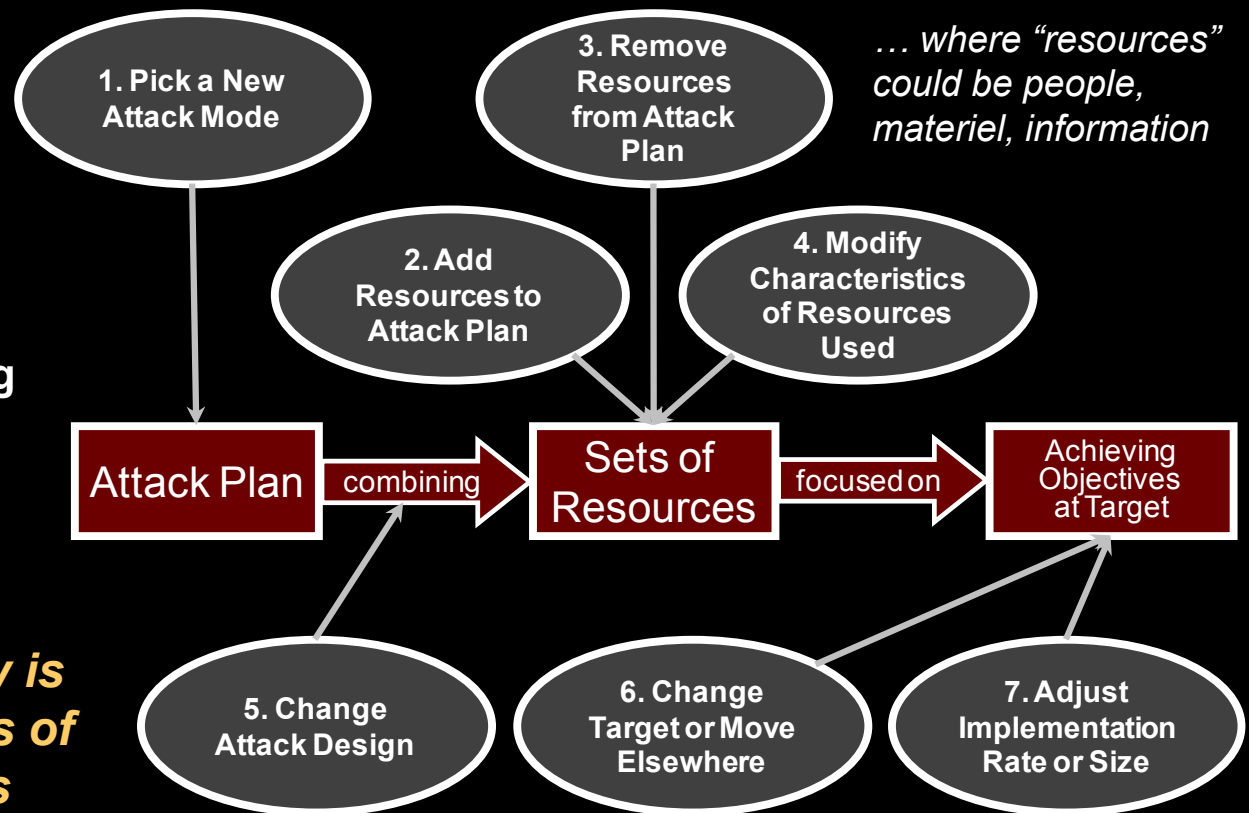 1. Pick a New
Attack Mode
3. Remove
Resources
from Attack
Plan
… where “resources”
could be people,
materiel, information
2. Add
Resources to
Attack Plan
4. Modify
Characteristics
of Resources
Used
g
Attack Plan
combining
Sets of
Resources
focused on
Achieving
Objectives
at Target
y is
s of
s
5. Change
Attack Design
6. Change
Target or Move
Elsewhere
7. Adjust
Implementation
Rate or Size